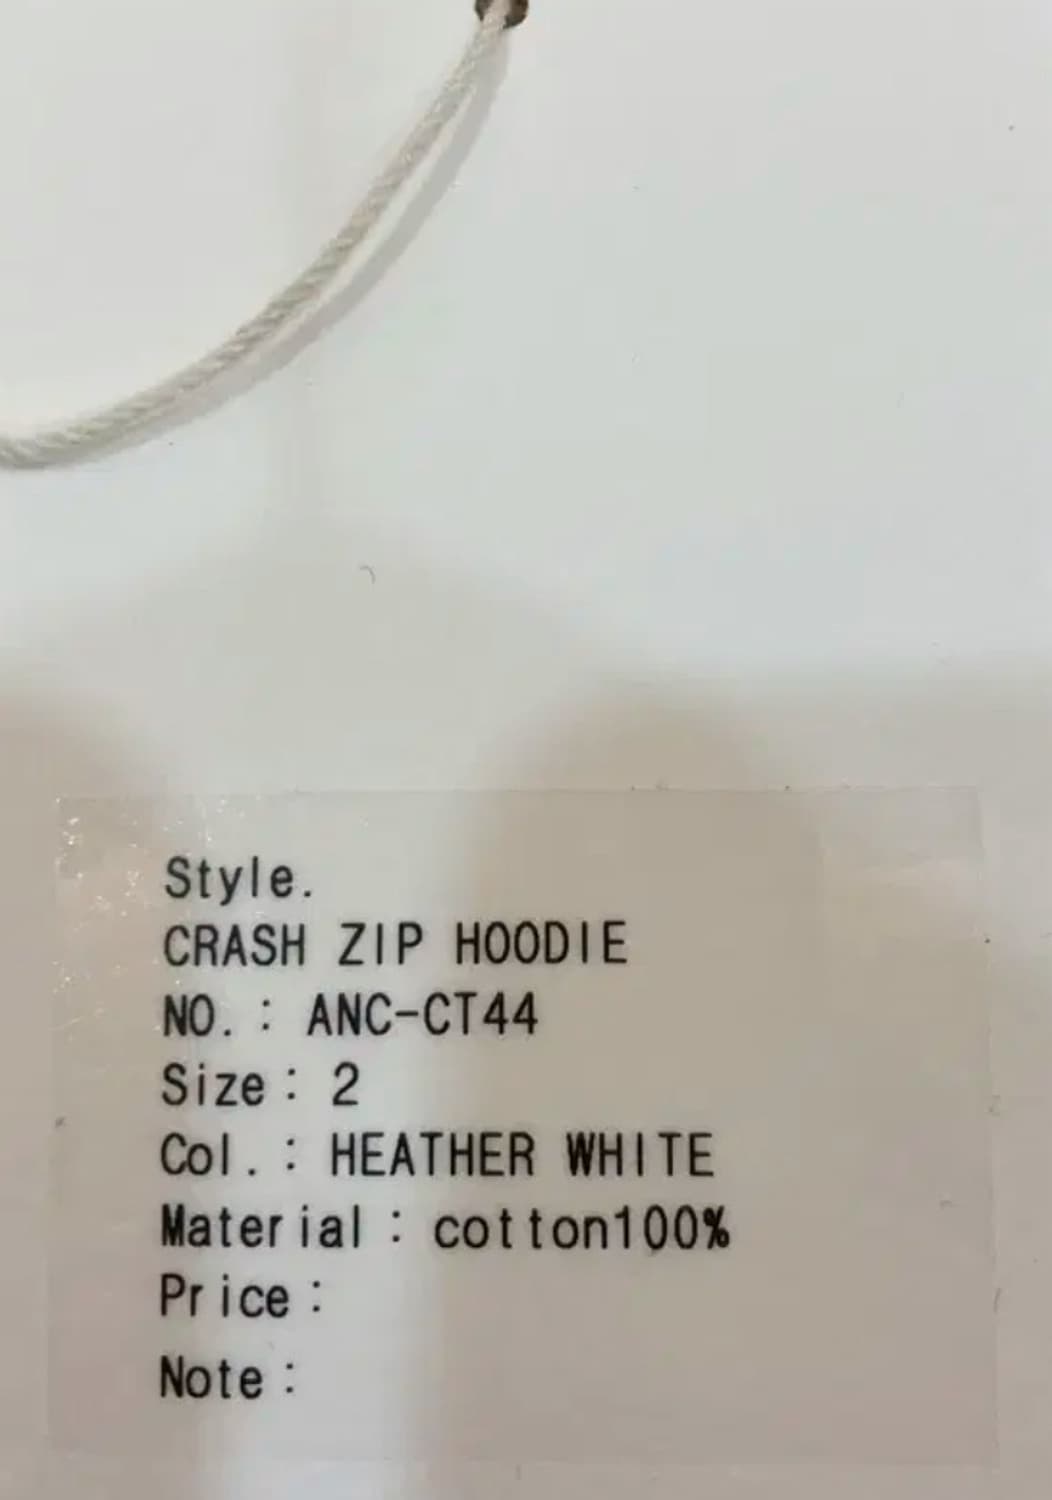 Style.
CRASH ZIP HOODIE
NO. : ANC-CT44
Size : 2
Col. : HEATHER WHITE
Material : cotton100%
Price :
Note :